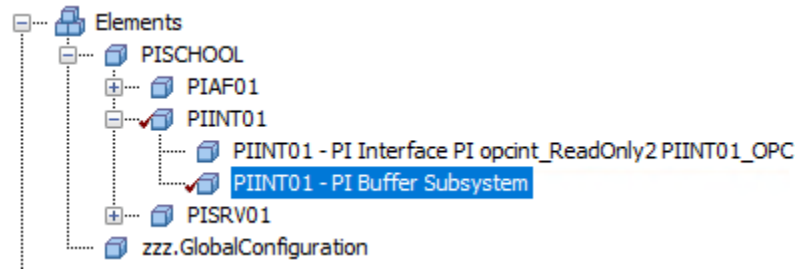 Elements
PISCHOOL
PIAF01
PIINT01
PIINT01 - PI Interface PI opcint_ReadOnly2 PIINT01_OPC
PIINT01 - PI Buffer Subsystem
PISRV01
zzz.GlobalConfiguration